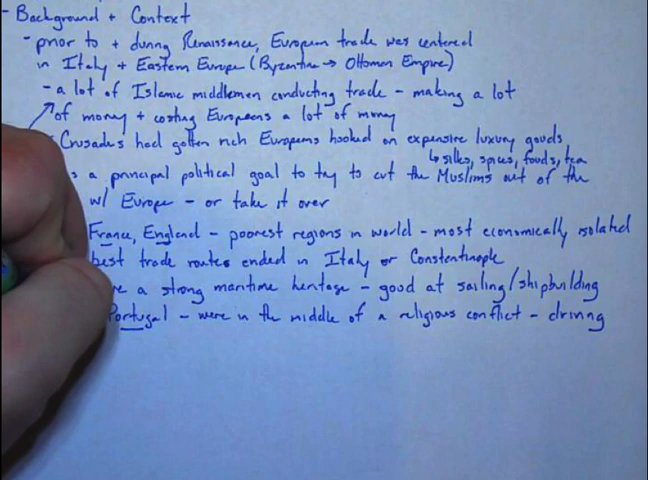 - Background + Context
- prior to + during Renaissance, European trade was centered
in Italy + Eastern Europe (Byzantine → Ottoman Empire)
- a lot of Islamic middlemen conducting trade - making a lot
of money + costing Europeans a lot of money
Crusades had gotten rich Europeans hooked on expensive luxury goods
↳ silks, spices, foods, tea
a principal political goal to try to cut the Muslims out of the
w/ Europe - or take it over
France, England - poorest regions in world - most economically isolated
best trade routes ended in Italy or Constantinople
a strong maritime heritage - good at sailing/shipbuilding
Portugal - were in the middle of a religious conflict - driving